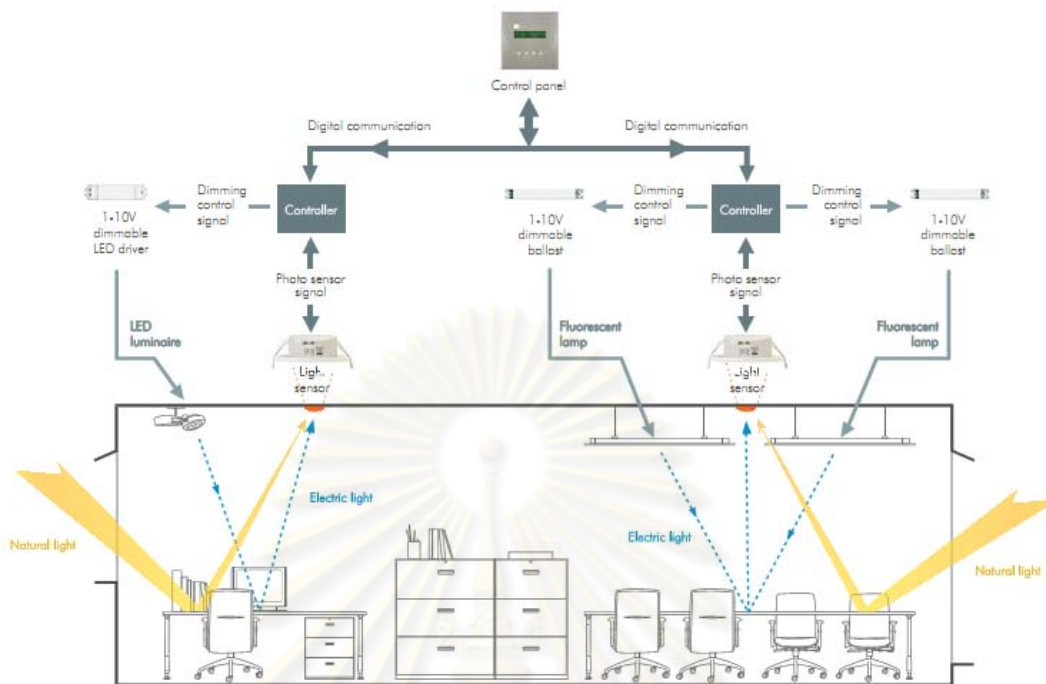 Control panel
Digital communication
Digital communication
Dimming
control
signal
Controller
Dimming
control
signal
Controller
Dimming
control
signal
1-10V
dimmable
LED driver
1-10V
dimmable
ballast
1-10V
dimmable
ballast
Photo sensor
signal
Photo sensor
signal
LED
luminaire
Fluorescent
lamp
Fluorescent
lamp
Light
sensor
Light
sensor
Electric light
Natural light
Electric light
Natural light